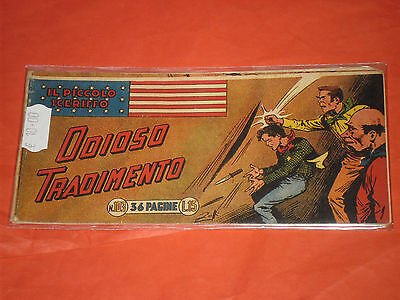 IL PICCOLO
SCERIFFO
ODIOSO
TRADIMENTO
36 PAGINE L.15